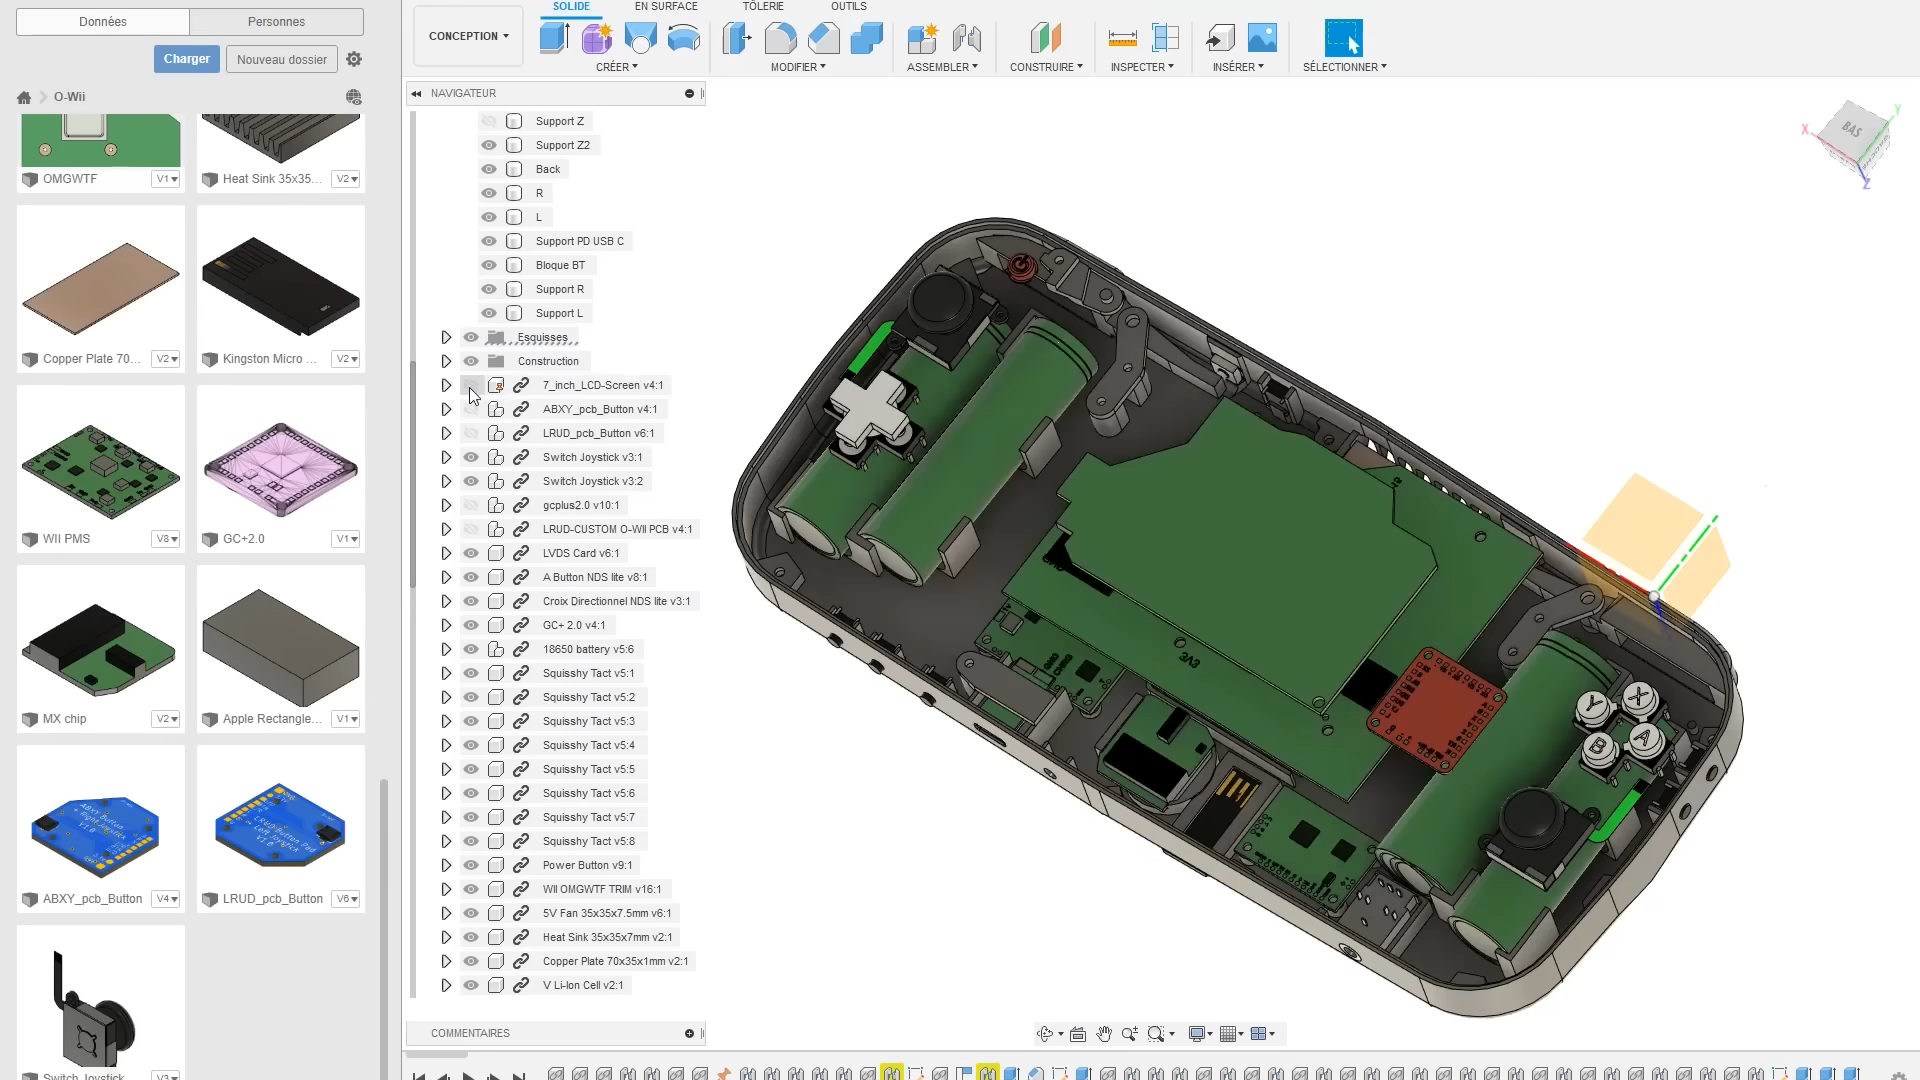 Données
Personnes
Charger
Nouveau dossier
O-Wii
OMGWTF
V1
Heat Sink 35x35...
V2
Copper Plate 70...
V2
Kingston Micro ...
V2
WII PMS
V8
GC+2.0
V1
MX chip
V2
Apple Rectangle...
V1
ABXY_pcb_Button
V4
LRUD_pcb_Button
V6
SOLIDE
EN SURFACE
TÔLERIE
OUTILS
CONCEPTION
CRÉER
MODIFIER
ASSEMBLER
CONSTRUIRE
INSPECTER
INSÉRER
SÉLECTIONNER
NAVIGATEUR
Support Z
Support Z2
Back
R
L
Support PD USB C
Bloque BT
Support R
Support L
Esquisses
Construction
7_inch_LCD-Screen v4:1
ABXY_pcb_Button v4:1
LRUD_pcb_Button v6:1
Switch Joystick v3:1
Switch Joystick v3:2
gcplus2.0 v10:1
LRUD-CUSTOM O-WII PCB v4:1
LVDS Card v6:1
A Button NDS lite v8:1
Croix Directionnel NDS lite v3:1
GC+ 2.0 v4:1
18650 battery v5:6
Squisshy Tact v5:1
Squisshy Tact v5:2
Squisshy Tact v5:3
Squisshy Tact v5:4
Squisshy Tact v5:5
Squisshy Tact v5:6
Squisshy Tact v5:7
Squisshy Tact v5:8
Power Button v9:1
WII OMGWTF TRIM v16:1
5V Fan 35x35x7.5mm v6:1
Heat Sink 35x35x7mm v2:1
Copper Plate 70x35x1mm v2:1
V Li-Ion Cell v2:1
COMMENTAIRES
BAS
X
Y
Z
3V3
Y
X
B
A